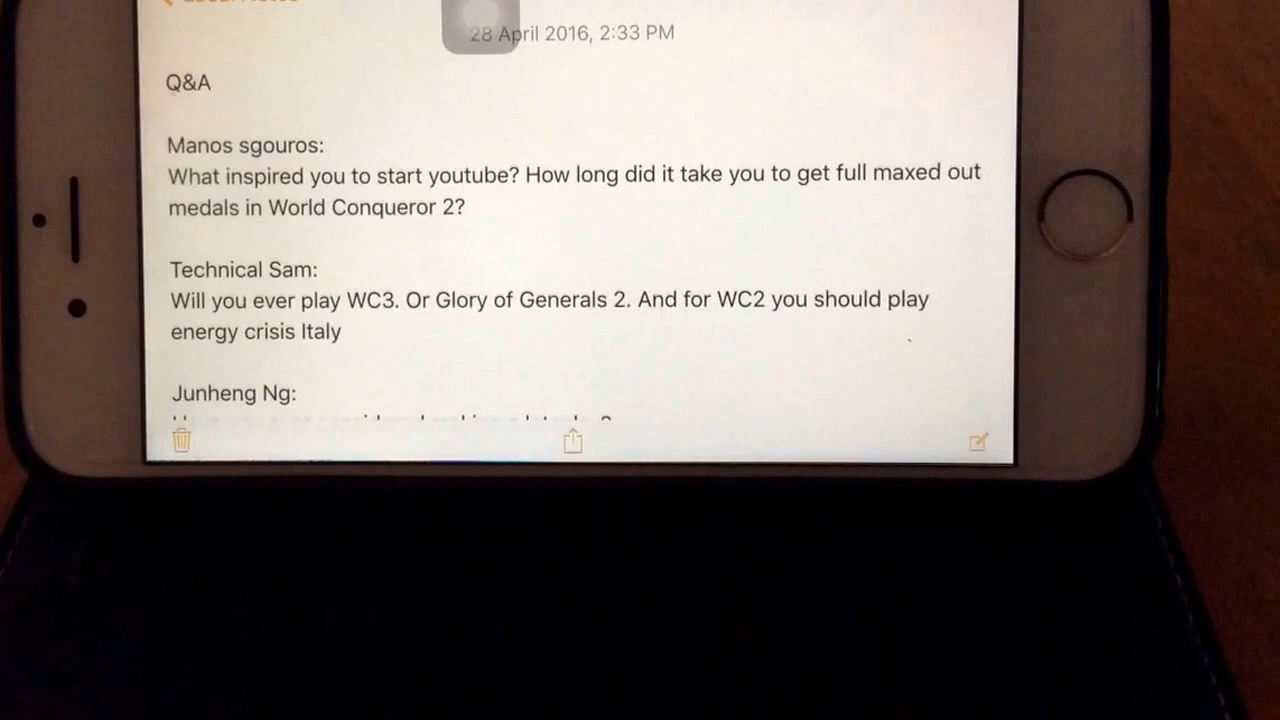 28 April 2016, 2:33 PM
Q&A
Manos sgouros:
What inspired you to start youtube? How long did it take you to get full maxed out
medals in World Conqueror 2?
Technical Sam:
Will you ever play WC3. Or Glory of Generals 2. And for WC2 you should play
energy crisis Italy
Junheng Ng: